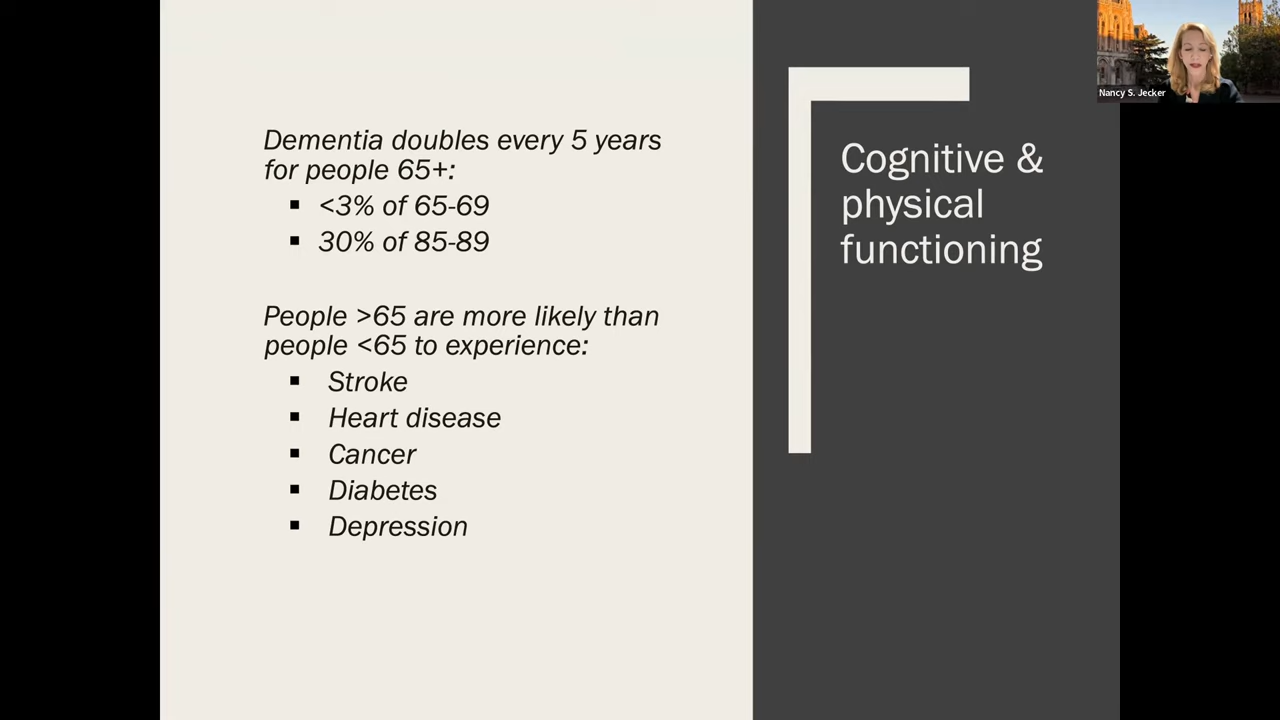 Dementia doubles every 5 years
for people 65+:
▪ <3% of 65-69
▪ 30% of 85-89
People >65 are more likely than
people <65 to experience:
▪ Stroke
▪ Heart disease
▪ Cancer
▪ Diabetes
▪ Depression
Cognitive &
physical
functioning
Nancy S. Jecker